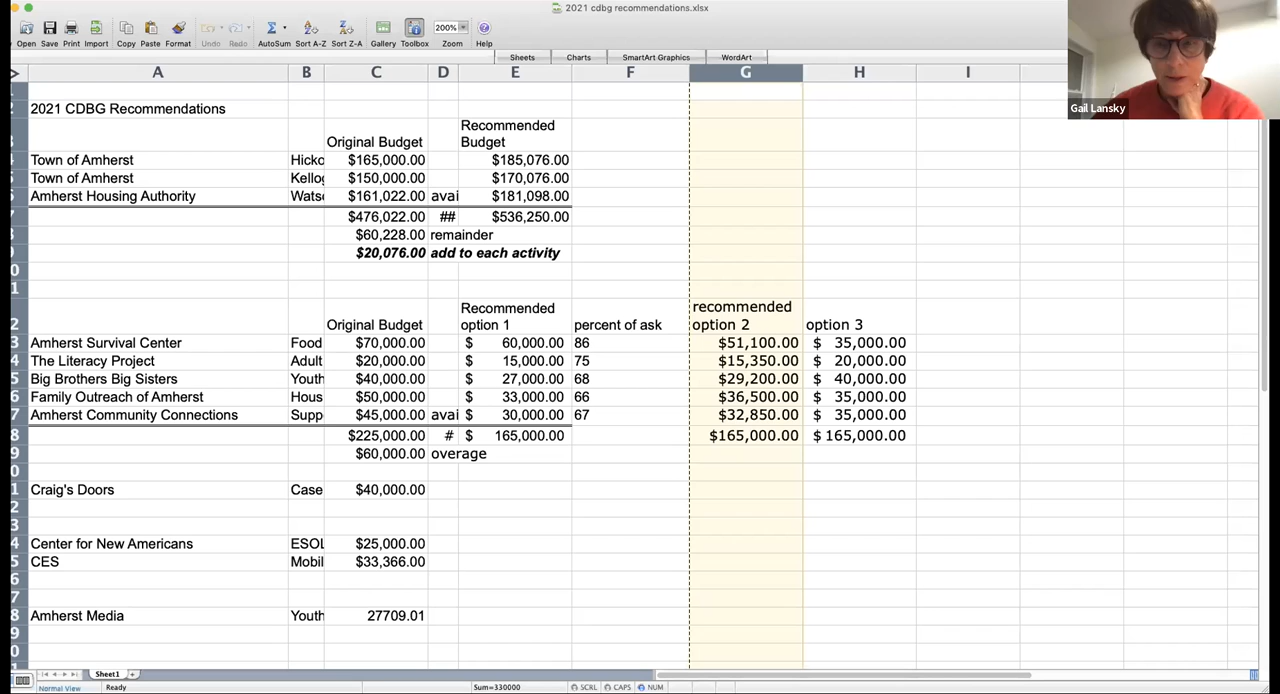 2021 cdbg recommendations.xlsx
Open Save Print Import Copy Paste Format Undo Redo AutoSum Sort A-Z Sort Z-A Gallery Toolbox Zoom Help
200%
Sheets Charts SmartArt Graphics WordArt
A B C D E F G H I
Gail Lansky
2021 CDBG Recommendations
Recommended
Original Budget Budget
Town of Amherst Hicko $165,000.00 $185,076.00
Town of Amherst Kellog $150,000.00 $170,076.00
Amherst Housing Authority Wats $161,022.00 avai $181,098.00
$476,022.00 ## $536,250.00
$60,228.00 remainder
$20,076.00 add to each activity
Recommended recommended
Original Budget option 1 percent of ask option 2 option 3
Amherst Survival Center Food $70,000.00 $ 60,000.00 86 $51,100.00 $ 35,000.00
The Literacy Project Adult $20,000.00 $ 15,000.00 75 $15,350.00 $ 20,000.00
Big Brothers Big Sisters Youth $40,000.00 $ 27,000.00 68 $29,200.00 $ 40,000.00
Family Outreach of Amherst Hous $50,000.00 $ 33,000.00 66 $36,500.00 $ 35,000.00
Amherst Community Connections Supp $45,000.00 avai $ 30,000.00 67 $32,850.00 $ 35,000.00
$225,000.00 # $ 165,000.00 $165,000.00 $ 165,000.00
$60,000.00 overage
Craig's Doors Case $40,000.00
Center for New Americans ESOL $25,000.00
CES Mobil $33,366.00
Amherst Media Youth 27709.01
Sheet1
Normal View Ready Sum=330000 SCRL CAPS NUM